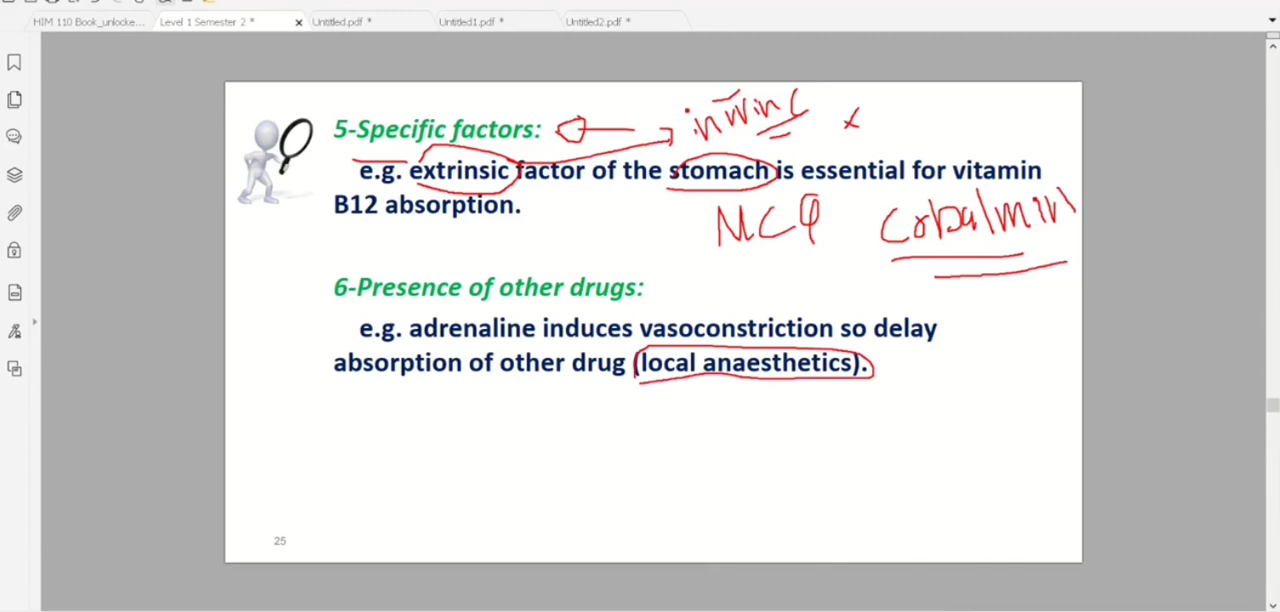 HIM 110 Book_unlocke... Level 1 Semester 2 * Untitled.pdf * Untitled1.pdf * Untitled2.pdf *
5-Specific factors:
e.g. extrinsic factor of the stomach is essential for vitamin
B12 absorption.
MCQ
6-Presence of other drugs:
e.g. adrenaline induces vasoconstriction so delay
absorption of other drug (local anaesthetics).
25